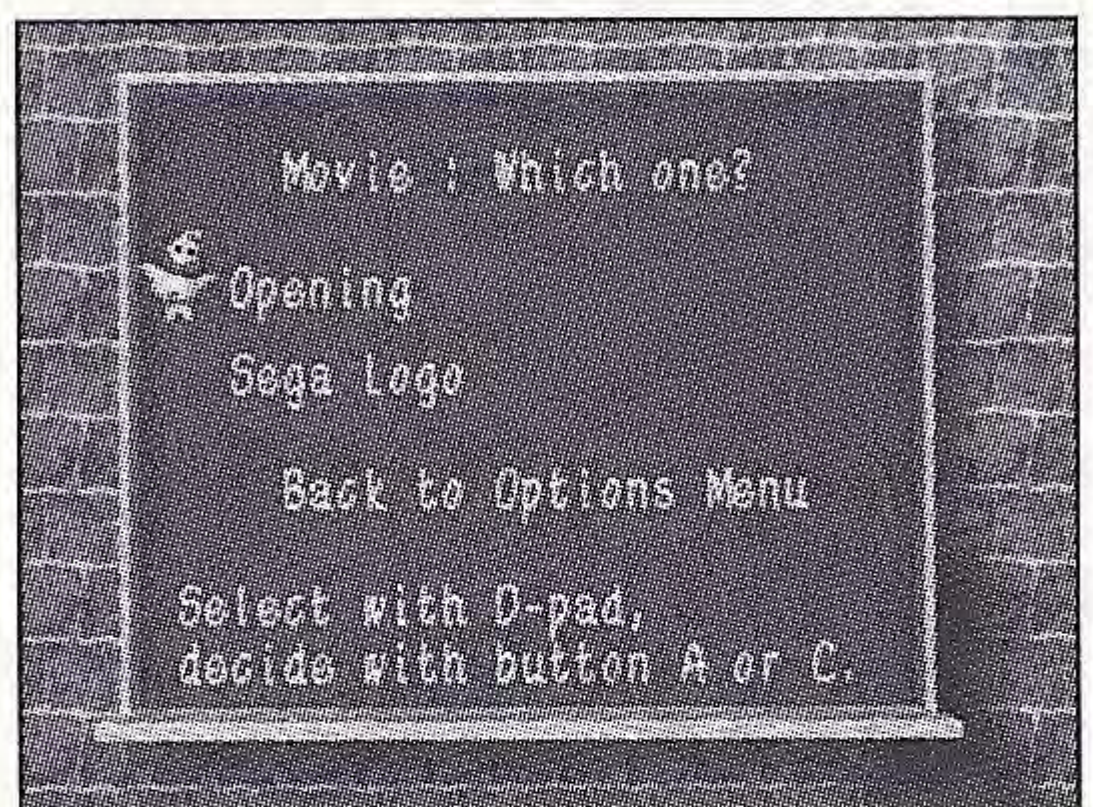 Movie : Which one?
Opening
Sega Logo
Back to Options Menu
Select with D-pad,
decide with button A or C.